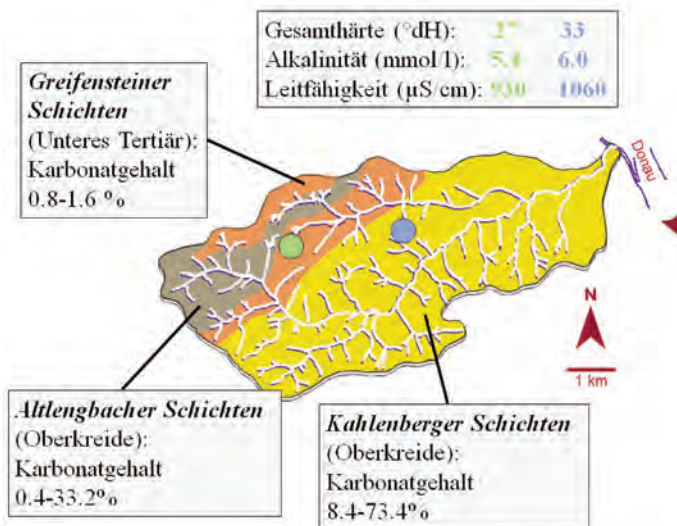 Gesamthärte (°dH): 33
Alkalinität (mmol/l): 5.4 6.0
Leitfähigkeit (µS/cm): 930 1060
Greifensteiner
Schichten
(Unteres Tertiär):
Karbonatgehalt
0.8-1.6 %
Donau
N
1 km
Altlengbacher Schichten
(Oberkreide):
Karbonatgehalt
0.4-33.2%
Kahlenberger Schichten
(Oberkreide):
Karbonatgehalt
8.4-73.4%